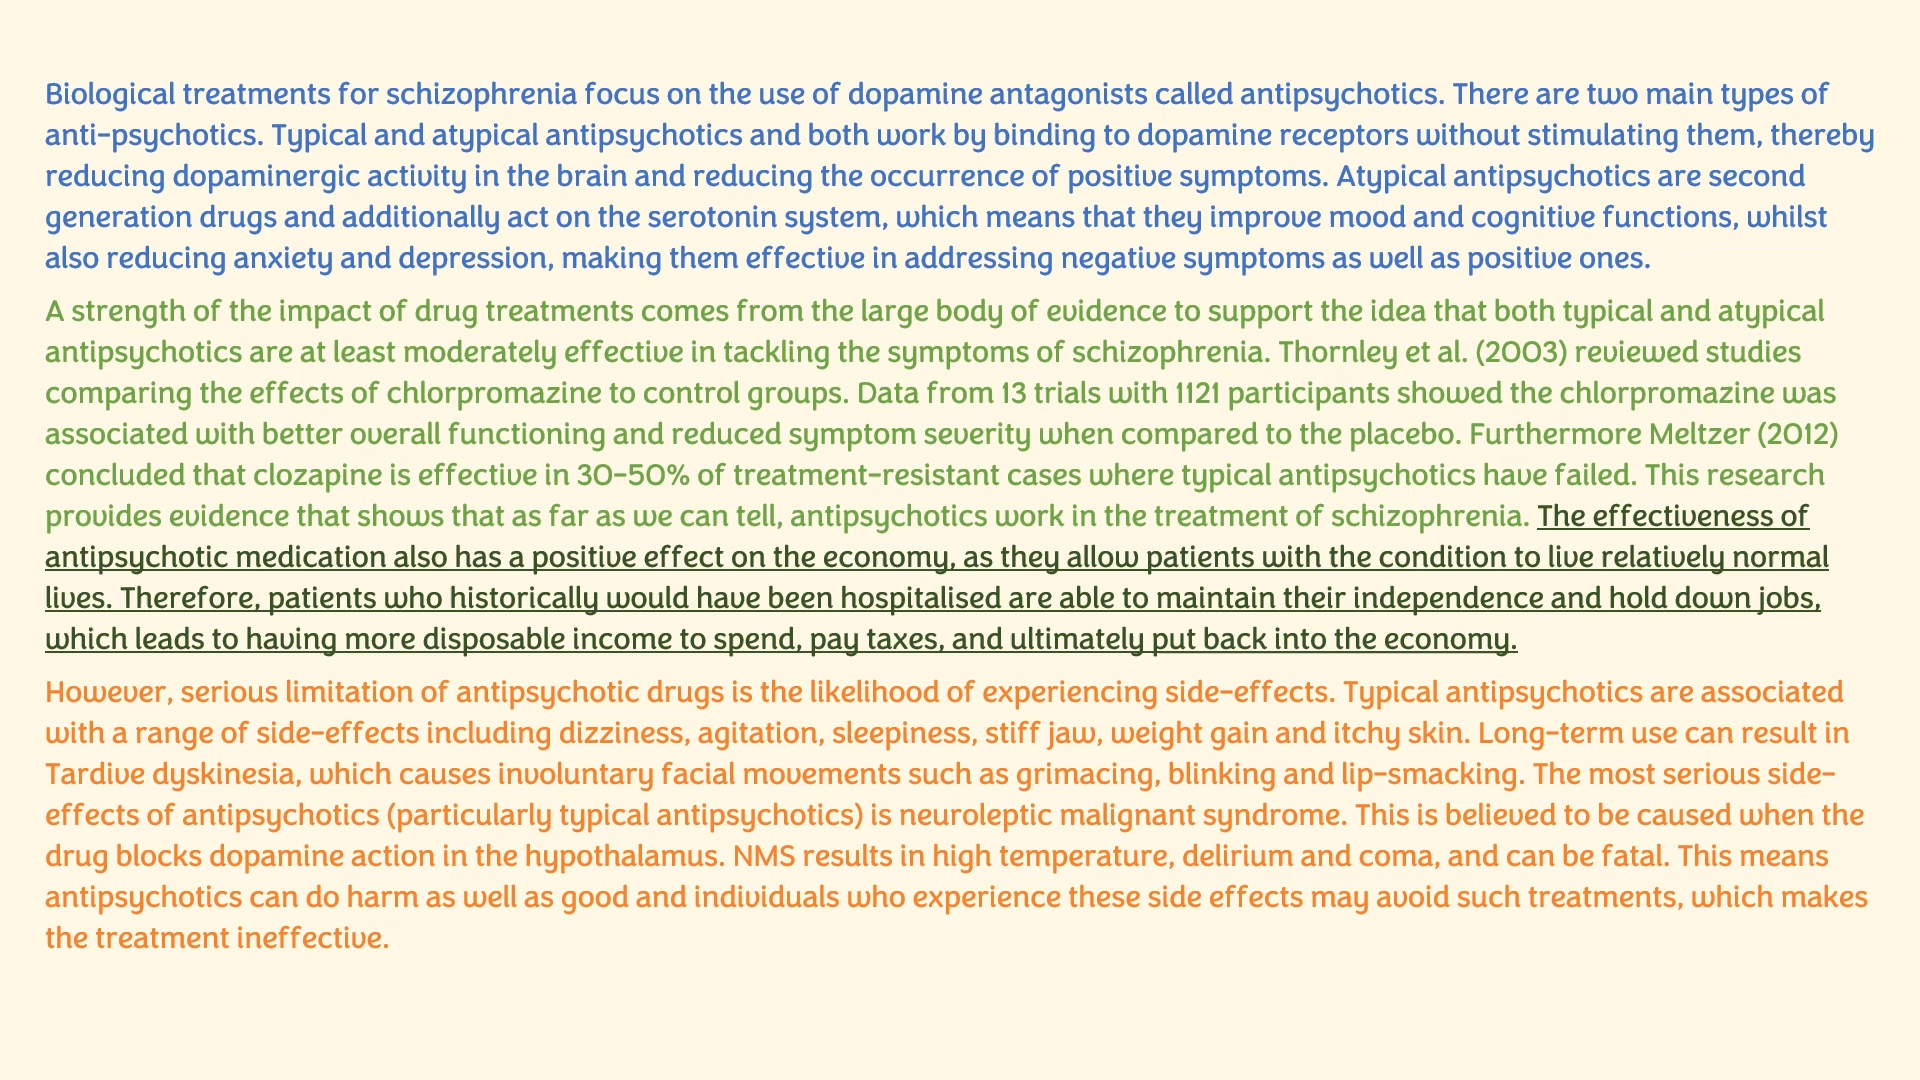 Biological treatments for schizophrenia focus on the use of dopamine antagonists called antipsychotics. There are two main types of
anti-psychotics. Typical and atypical antipsychotics and both work by binding to dopamine receptors without stimulating them, thereby
reducing dopaminergic activity in the brain and reducing the occurrence of positive symptoms. Atypical antipsychotics are second
generation drugs and additionally act on the serotonin system, which means that they improve mood and cognitive functions, whilst
also reducing anxiety and depression, making them effective in addressing negative symptoms as well as positive ones.
A strength of the impact of drug treatments comes from the large body of evidence to support the idea that both typical and atypical
antipsychotics are at least moderately effective in tackling the symptoms of schizophrenia. Thornley et al. (2003) reviewed studies
comparing the effects of chlorpromazine to control groups. Data from 13 trials with 1121 participants showed the chlorpromazine was
associated with better overall functioning and reduced symptom severity when compared to the placebo. Furthermore Meltzer (2012)
concluded that clozapine is effective in 30-50% of treatment-resistant cases where typical antipsychotics have failed. This research
provides evidence that shows that as far as we can tell, antipsychotics work in the treatment of schizophrenia. The effectiveness of
antipsychotic medication also has a positive effect on the economy, as they allow patients with the condition to live relatively normal
lives. Therefore, patients who historically would have been hospitalised are able to maintain their independence and hold down jobs,
which leads to having more disposable income to spend, pay taxes, and ultimately put back into the economy.
However, serious limitation of antipsychotic drugs is the likelihood of experiencing side-effects. Typical antipsychotics are associated
with a range of side-effects including dizziness, agitation, sleepiness, stiff jaw, weight gain and itchy skin. Long-term use can result in
Tardive dyskinesia, which causes involuntary facial movements such as grimacing, blinking and lip-smacking. The most serious side-
effects of antipsychotics (particularly typical antipsychotics) is neuroleptic malignant syndrome. This is believed to be caused when the
drug blocks dopamine action in the hypothalamus. NMS results in high temperature, delirium and coma, and can be fatal. This means
antipsychotics can do harm as well as good and individuals who experience these side effects may avoid such treatments, which makes
the treatment ineffective.